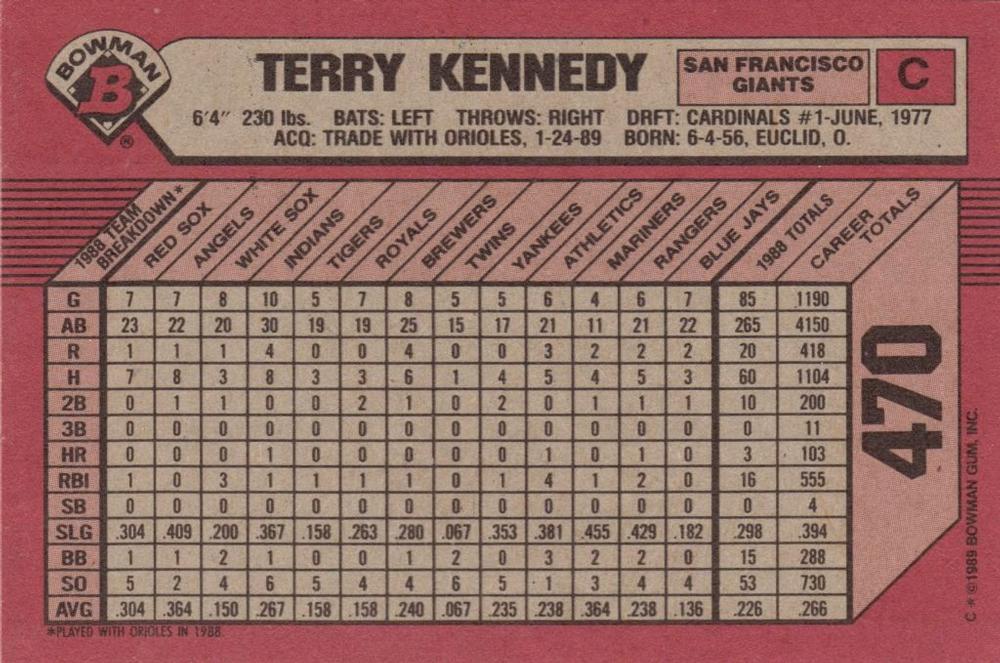 BOWMAN
B
®
TERRY KENNEDY
SAN FRANCISCO
GIANTS
C
6'4" 230 lbs. BATS: LEFT THROWS: RIGHT DRFT: CARDINALS #1-JUNE, 1977
ACQ: TRADE WITH ORIOLES, 1-24-89 BORN: 6-4-56, EUCLID, O.
1988 TEAM BREAKDOWN* RED SOX ANGELS WHITE SOX INDIANS TIGERS ROYALS BREWERS TWINS YANKEES ATHLETICS MARINERS RANGERS BLUE JAYS 1988 TOTALS CAREER TOTALS
G 7 7 8 10 5 7 8 5 5 6 4 6 7 85 1190
AB 23 22 20 30 19 19 25 15 17 21 11 21 22 265 4150
R 1 1 1 4 0 0 4 0 0 3 2 2 2 20 418
H 7 8 3 8 3 3 6 1 4 5 4 5 3 60 1104
2B 0 1 1 0 0 2 1 0 2 0 1 1 1 10 200
3B 0 0 0 0 0 0 0 0 0 0 0 0 0 0 11
HR 0 0 0 1 0 0 0 0 0 1 0 1 0 3 103
RBI 1 0 3 1 1 1 1 0 1 4 1 2 0 16 555
SB 0 0 0 0 0 0 0 0 0 0 0 0 0 0 4
SLG .304 .409 .200 .367 .158 .263 .280 .067 .353 .381 .455 .429 .182 .298 .394
BB 1 1 2 1 0 0 1 2 0 3 2 2 0 15 288
SO 5 2 4 6 5 4 4 6 5 1 3 4 4 53 730
AVG .304 .364 .150 .267 .158 .158 .240 .067 .235 .238 .364 .238 .136 .226 .266
*PLAYED WITH ORIOLES IN 1988.
470
C * ©1989 BOWMAN GUM, INC.